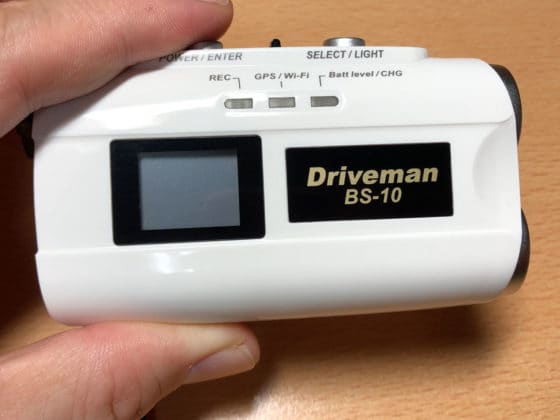 POWER / ENTER
SELECT / LIGHT
REC
GPS / Wi-Fi
Batt level / CHG
Driveman
BS-10